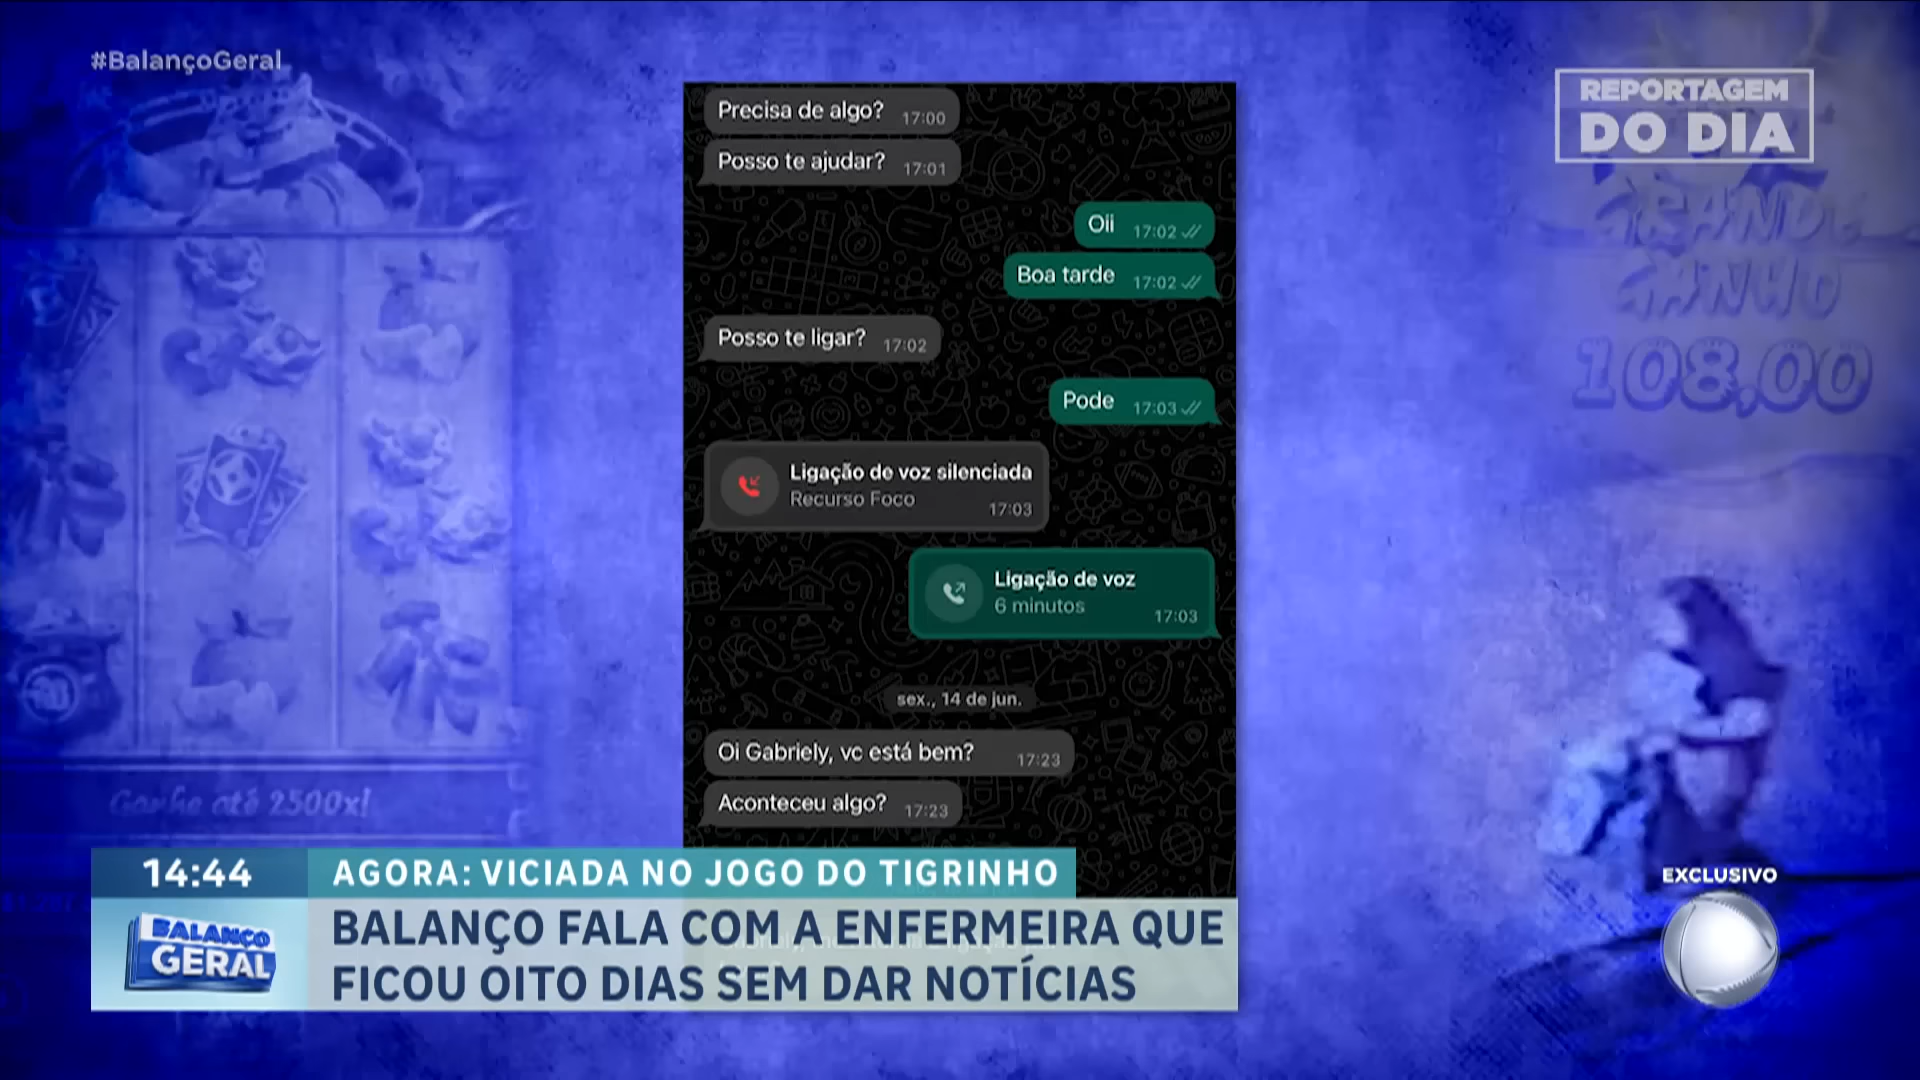 #BalançoGeral
REPORTAGEM
DO DIA
Precisa de algo? 17:00
Posso te ajudar? 17:01
Oii 17:02
Boa tarde 17:02
Posso te ligar? 17:02
Pode 17:03
Ligação de voz silenciada
Recurso Foco
17:03
Ligação de voz
6 minutos
17:03
sex., 14 de jun.
Oi Gabriely, vc está bem? 17:23
Aconteceu algo? 17:23
GRANDE
GANHO
108,00
Ganhe até 2500x!
14:44
AGORA: VICIADA NO JOGO DO TIGRINHO
BALANÇO GERAL
BALANÇO FALA COM A ENFERMEIRA QUE
FICOU OITO DIAS SEM DAR NOTÍCIAS
EXCLUSIVO